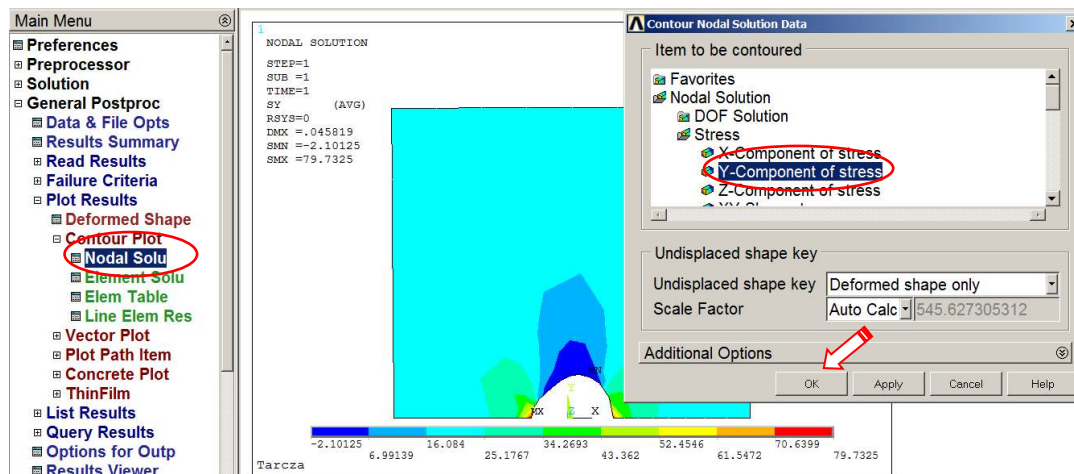 Main Menu
Preferences
Preprocessor
Solution
General Postproc
Data & File Opts
Results Summary
Read Results
Failure Criteria
Plot Results
Deformed Shape
Contour Plot
Nodal Solu
Element Solu
Elem Table
Line Elem Res
Vector Plot
Plot Path Item
Concrete Plot
ThinFilm
List Results
Query Results
Options for Outp
Results Viewer
1
NODAL SOLUTION
STEP=1
SUB =1
TIME=1
SY (AVG)
RSYS=0
DMX =.045819
SMN =-2.10125
SMX =79.7325
MN
Y
MX Z X
-2.10125 16.084 34.2693 52.4546 70.6399
6.99139 25.1767 43.362 61.5472 79.7325
Tarcza
Contour Nodal Solution Data
Item to be contoured
Favorites
Nodal Solution
DOF Solution
Stress
X-Component of stress
Y-Component of stress
Z-Component of stress
Undisplaced shape key
Undisplaced shape key Deformed shape only
Scale Factor Auto Calc 545.627305312
Additional Options
OK Apply Cancel Help